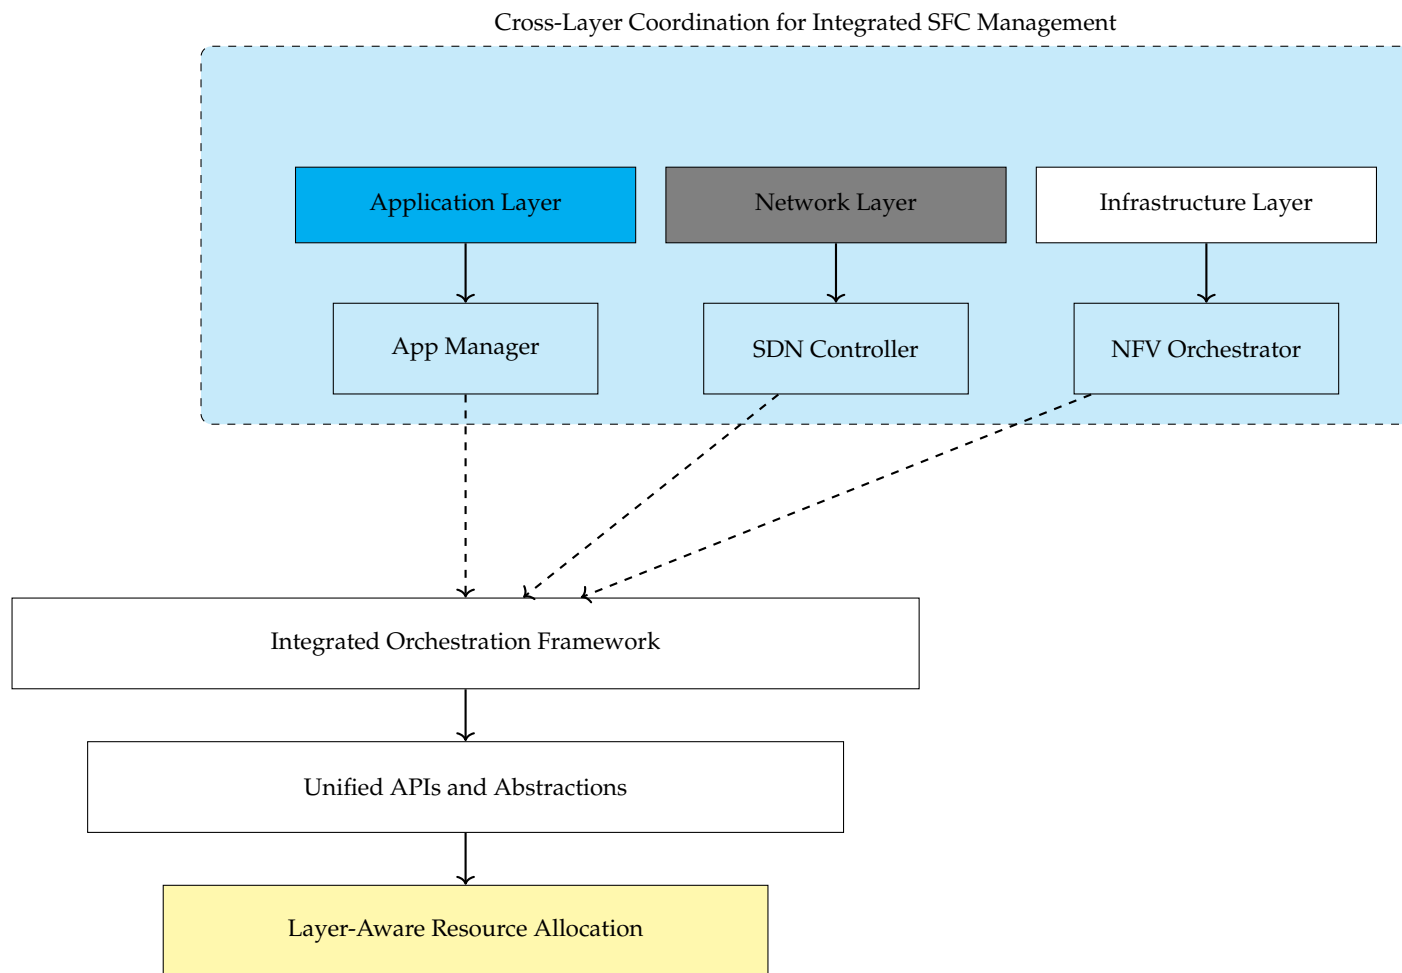 Cross-Layer Coordination for Integrated SFC Management
Application Layer
Network Layer
Infrastructure Layer
App Manager
SDN Controller
NFV Orchestrator
Integrated Orchestration Framework
Unified APIs and Abstractions
Layer-Aware Resource Allocation